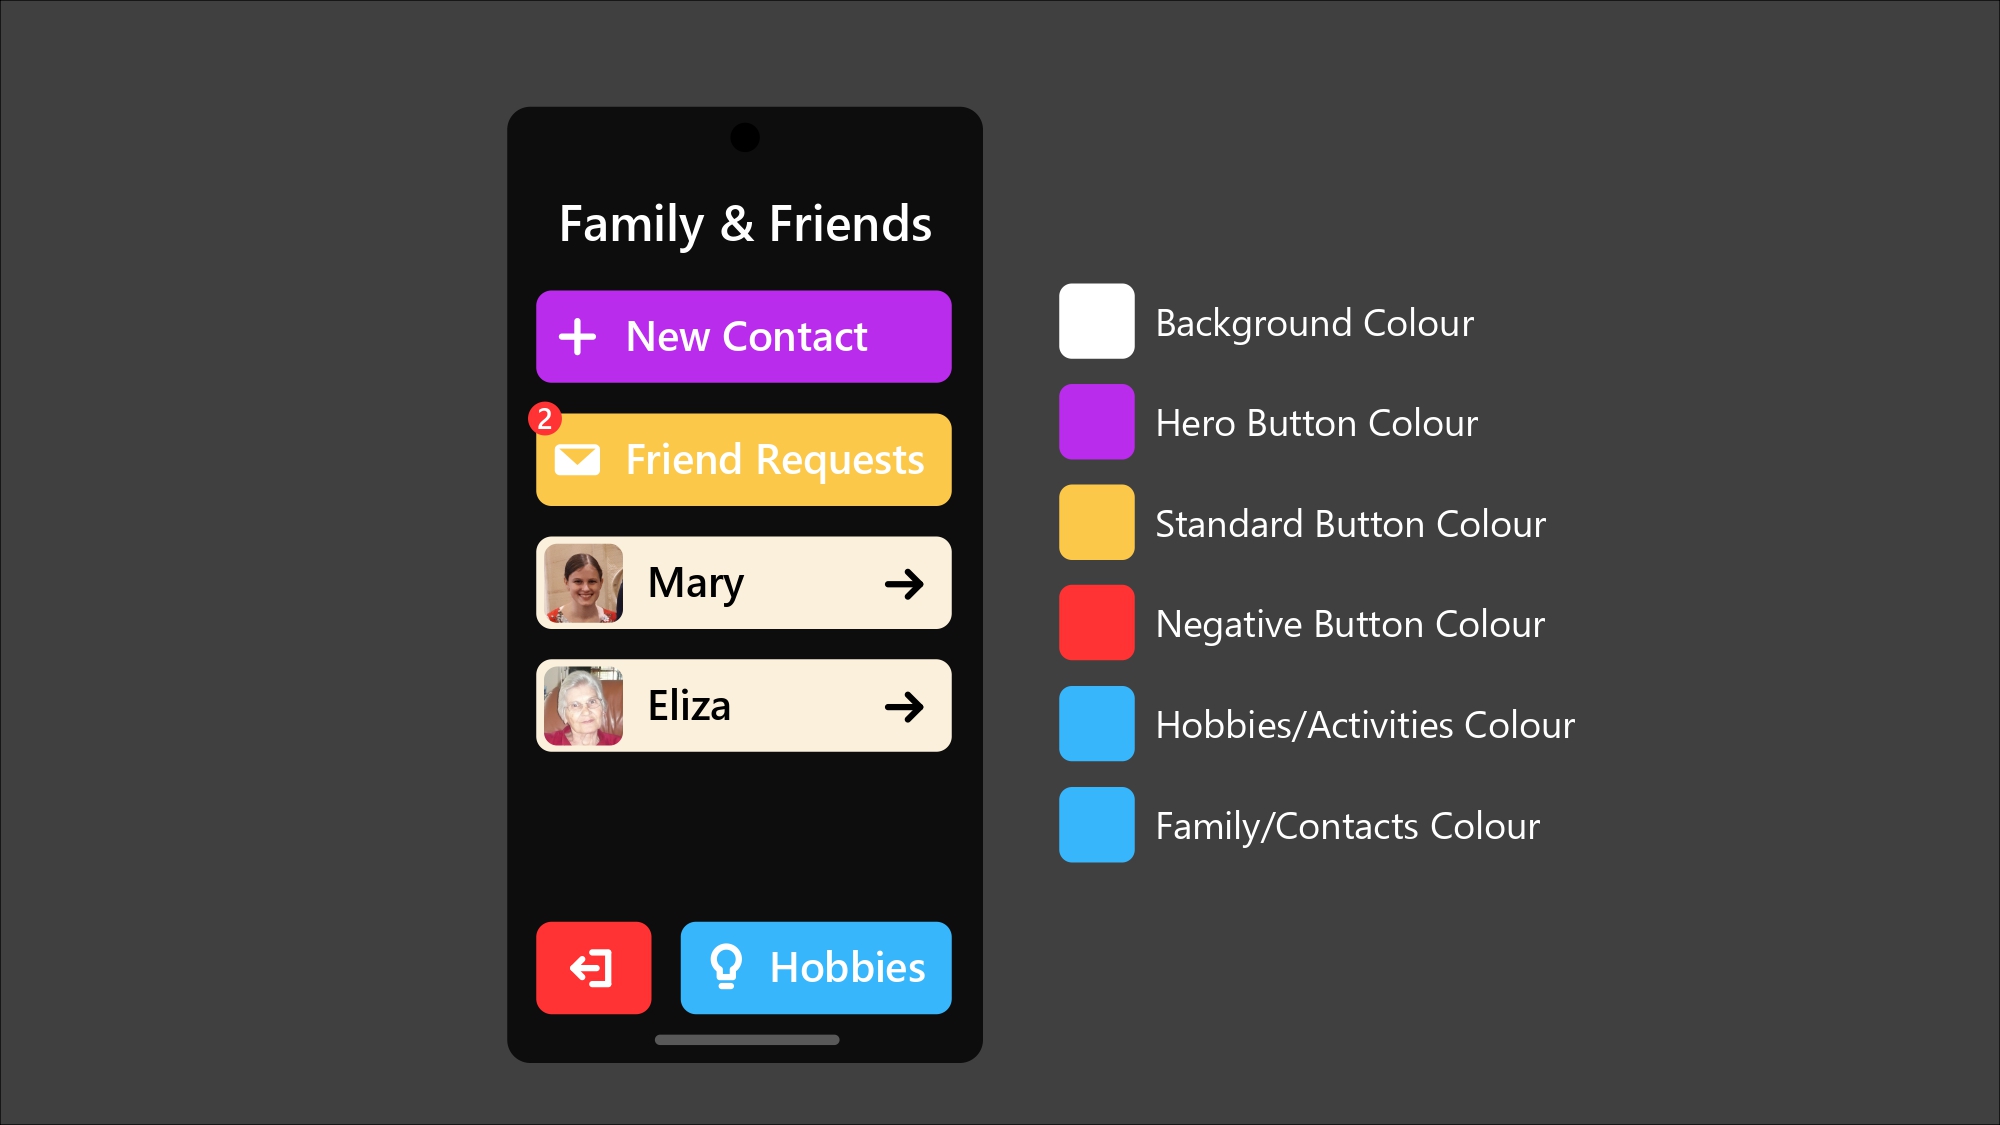 Family & Friends
New Contact
2
Friend Requests
Mary
Eliza
Hobbies
Background Colour
Hero Button Colour
Standard Button Colour
Negative Button Colour
Hobbies/Activities Colour
Family/Contacts Colour